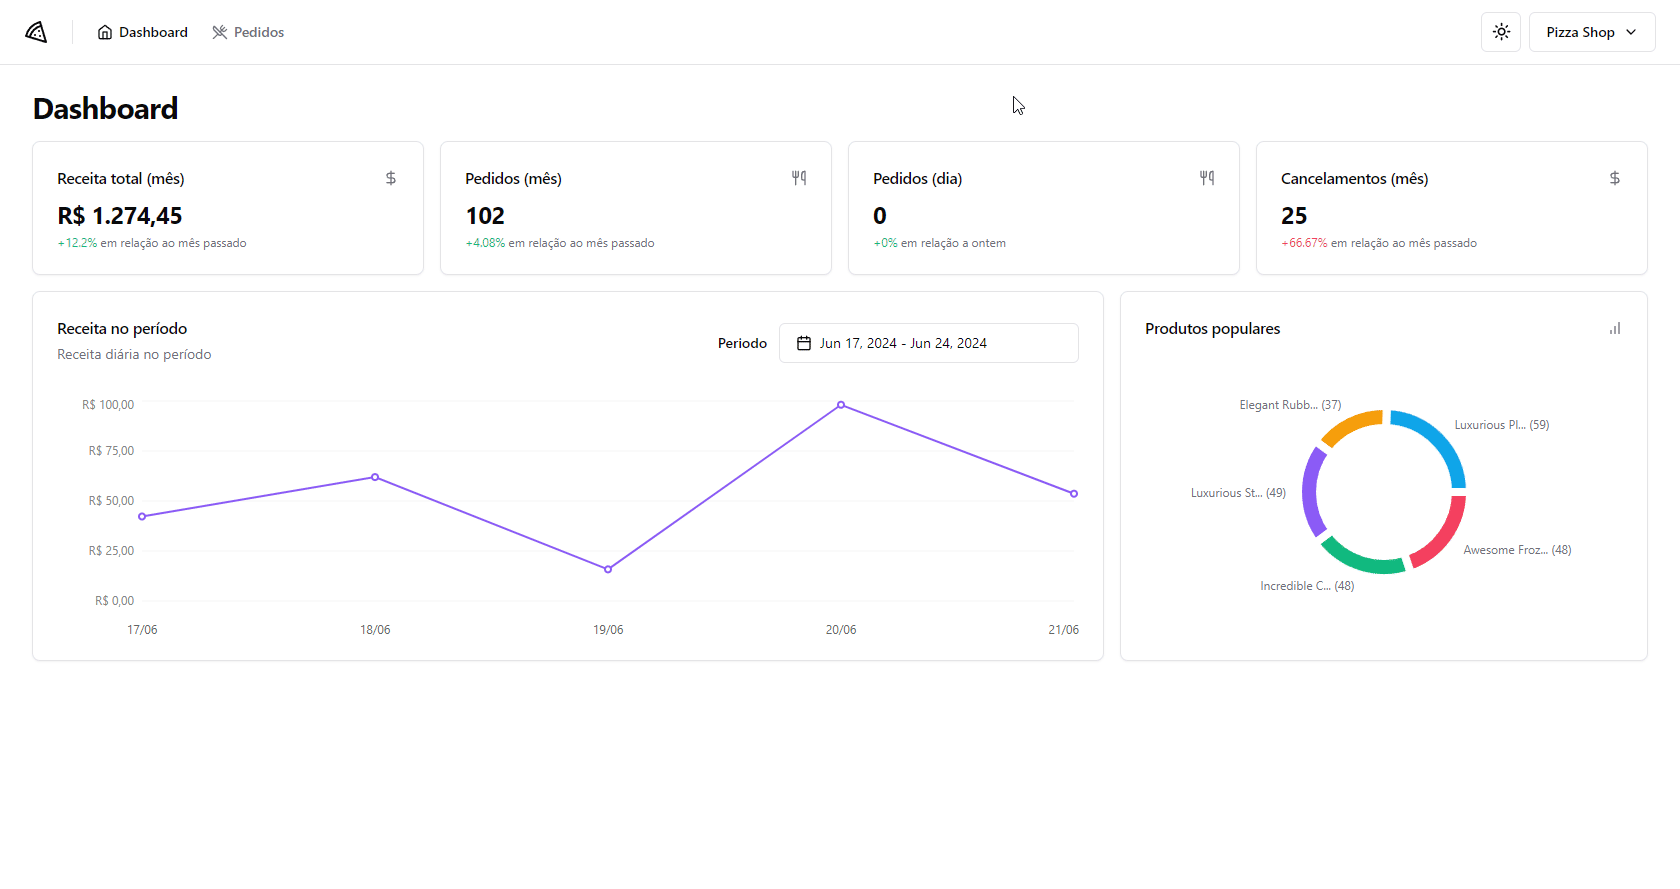 Dashboard
Pedidos
Pizza Shop
Dashboard
Receita total (mês)
R$ 1.274,45
+12.2% em relação ao mês passado
Pedidos (mês)
102
+4.08% em relação ao mês passado
Pedidos (dia)
0
+0% em relação a ontem
Cancelamentos (mês)
25
+66.67% em relação ao mês passado
Receita no período
Receita diária no período
Periodo
Jun 17, 2024 - Jun 24, 2024
R$ 100,00
R$ 75,00
R$ 50,00
R$ 25,00
R$ 0,00
17/06
18/06
19/06
20/06
21/06
Produtos populares
Elegant Rubb... (37)
Luxurious Pl... (59)
Luxurious St... (49)
Awesome Froz... (48)
Incredible C... (48)